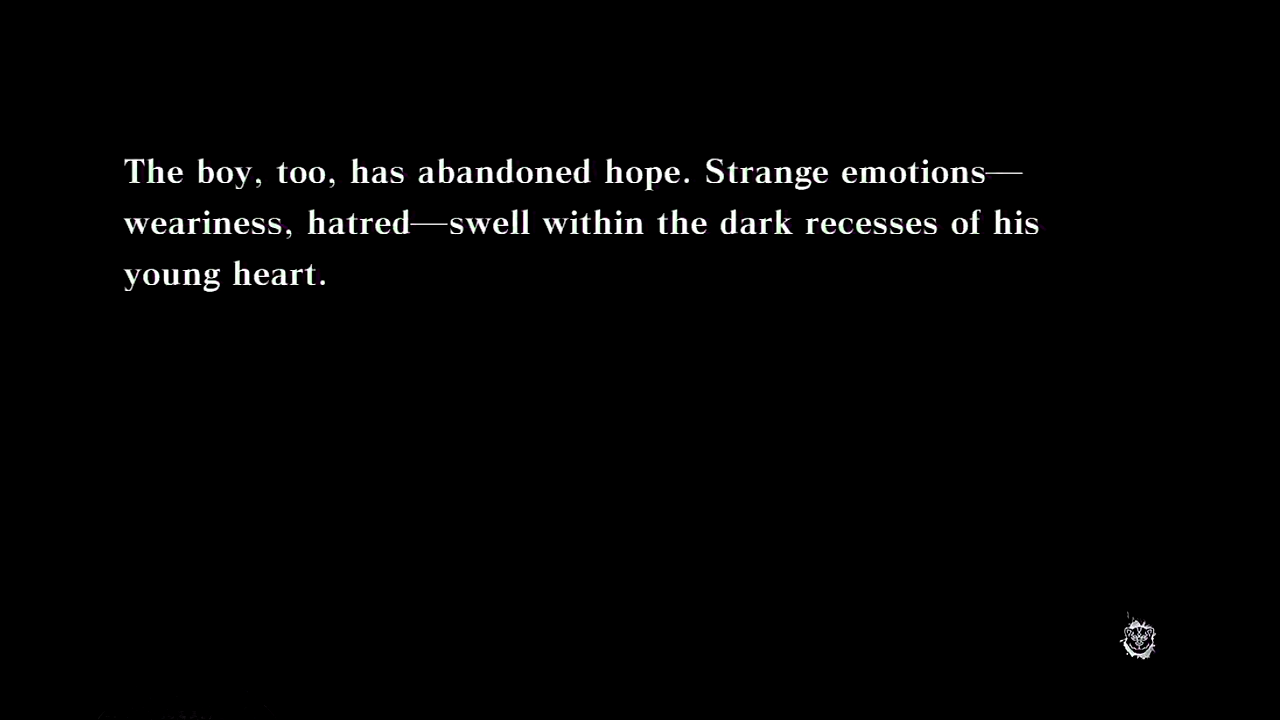 The boy, too, has abandoned hope. Strange emotions—
weariness, hatred—swell within the dark recesses of his
young heart.